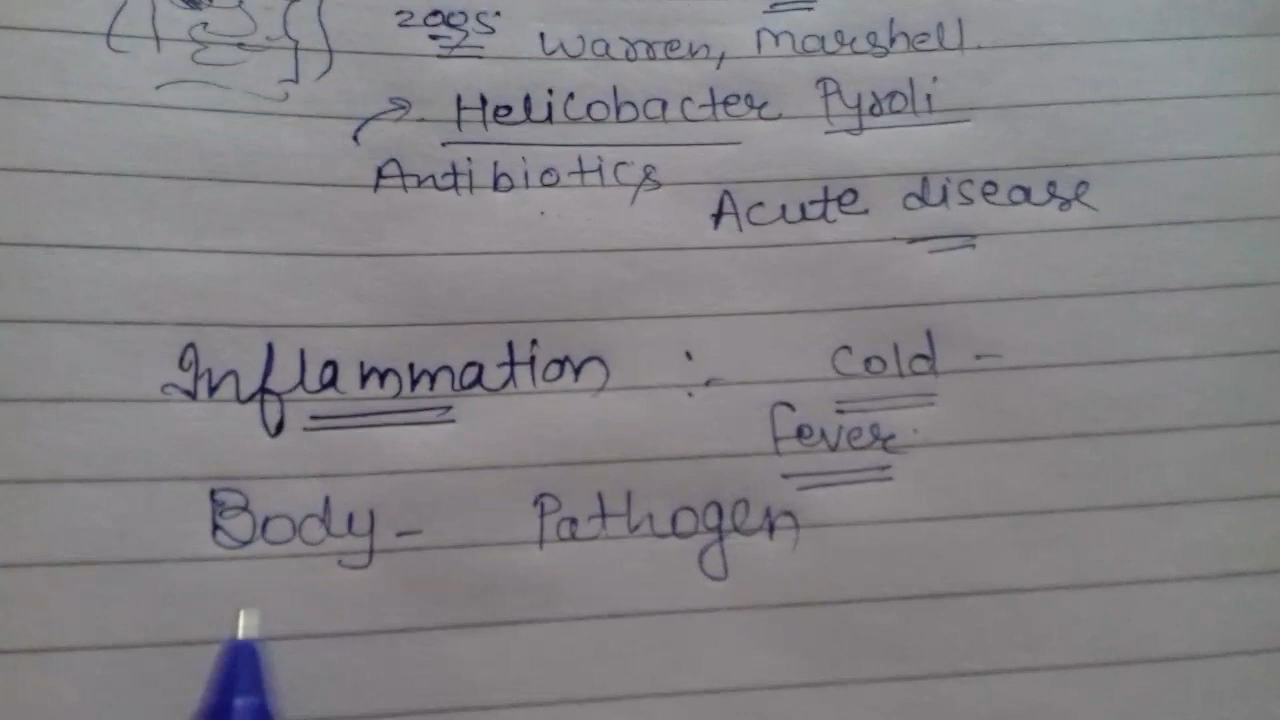 2005 Warren, Marshell.
Helicobacter Pyroli
Antibiotics
Acute disease
Inflammation :- Cold -
Fever.
Body - Pathogen